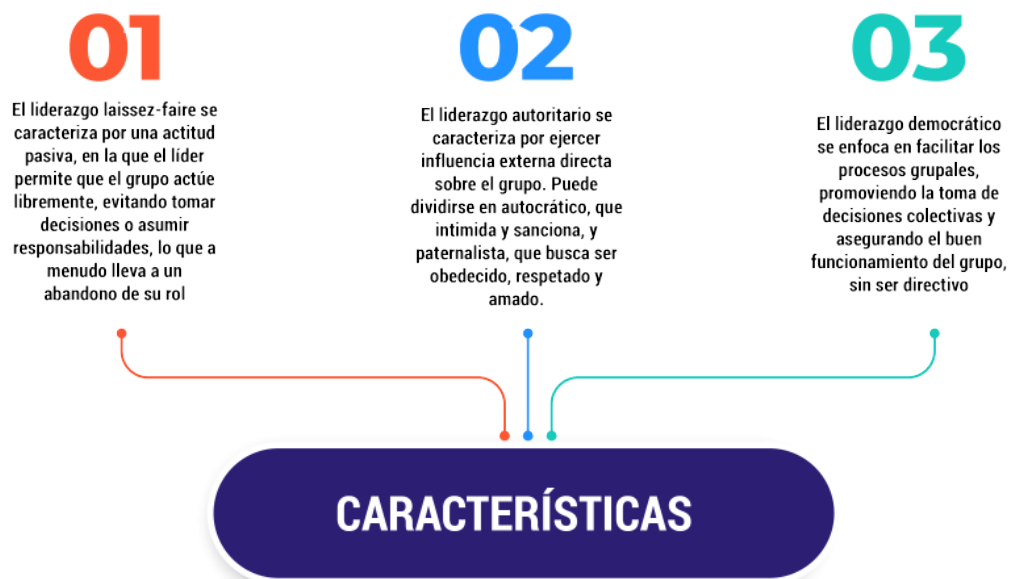 01
El liderazgo laissez-faire se
caracteriza por una actitud
pasiva, en la que el líder
permite que el grupo actúe
libremente, evitando tomar
decisiones o asumir
responsabilidades, lo que a
menudo lleva a un
abandono de su rol
02
El liderazgo autoritario se
caracteriza por ejercer
influencia externa directa
sobre el grupo. Puede
dividirse en autocrático, que
intimida y sanciona, y
paternalista, que busca ser
obedecido, respetado y
amado.
03
El liderazgo democrático
se enfoca en facilitar los
procesos grupales,
promoviendo la toma de
decisiones colectivas y
asegurando el buen
funcionamiento del grupo,
sin ser directivo
CARACTERÍSTICAS